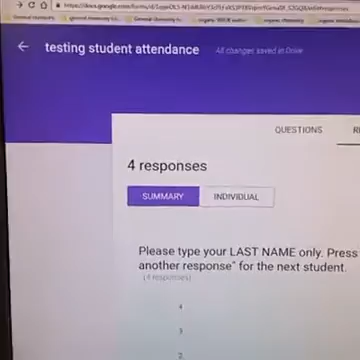 testing student attendance All changes saved in Drive
QUESTIONS
4 responses
SUMMARY INDIVIDUAL
Please type your LAST NAME only. Press
another response" for the next student.
(4 responses)
4
3
2